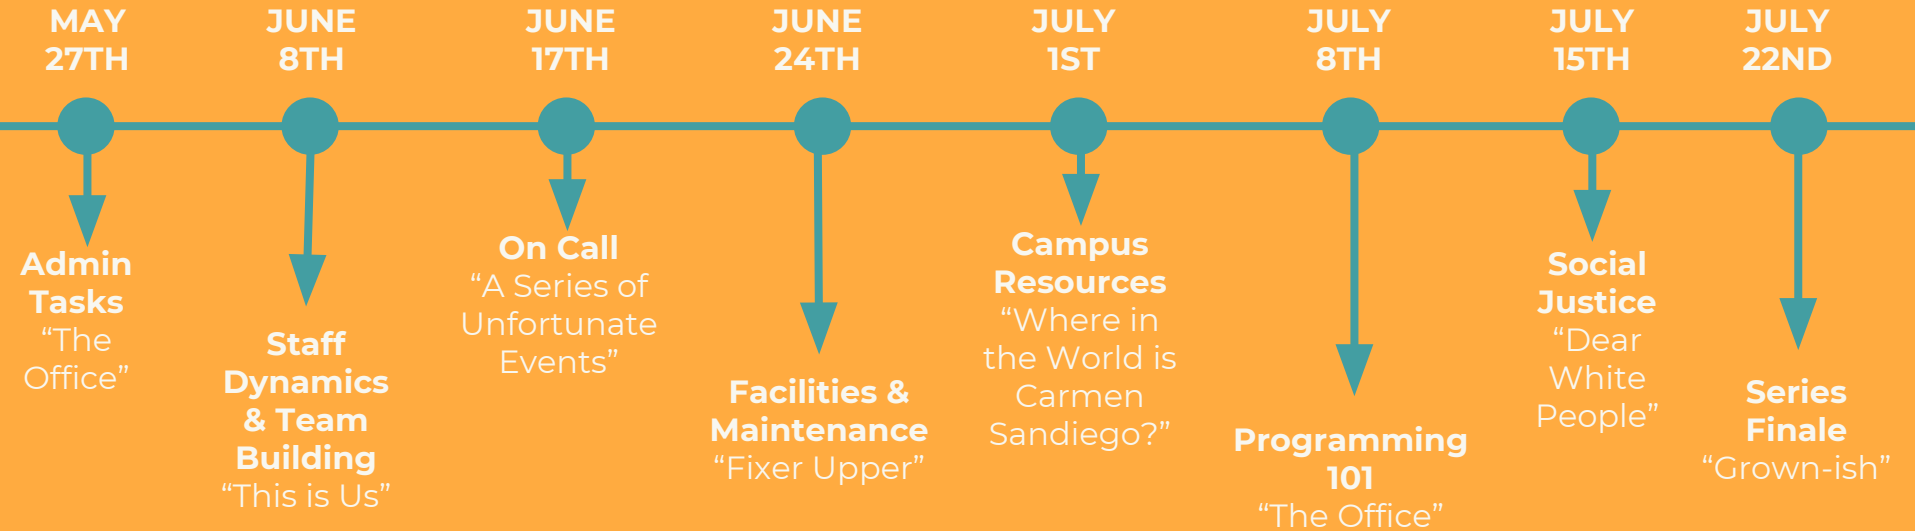 MAY
27TH
JUNE
8TH
JUNE
17TH
JUNE
24TH
JULY
1ST
JULY
8TH
JULY
15TH
JULY
22ND
Admin
Tasks
“The
Office”
Staff
Dynamics
& Team
Building
“This is Us”
On Call
“A Series of
Unfortunate
Events”
Facilities &
Maintenance
“Fixer Upper”
Campus
Resources
“Where in
the World is
Carmen
Sandiego?”
Programming
101
“The Office”
Social
Justice
“Dear
White
People”
Series
Finale
“Grown-ish”